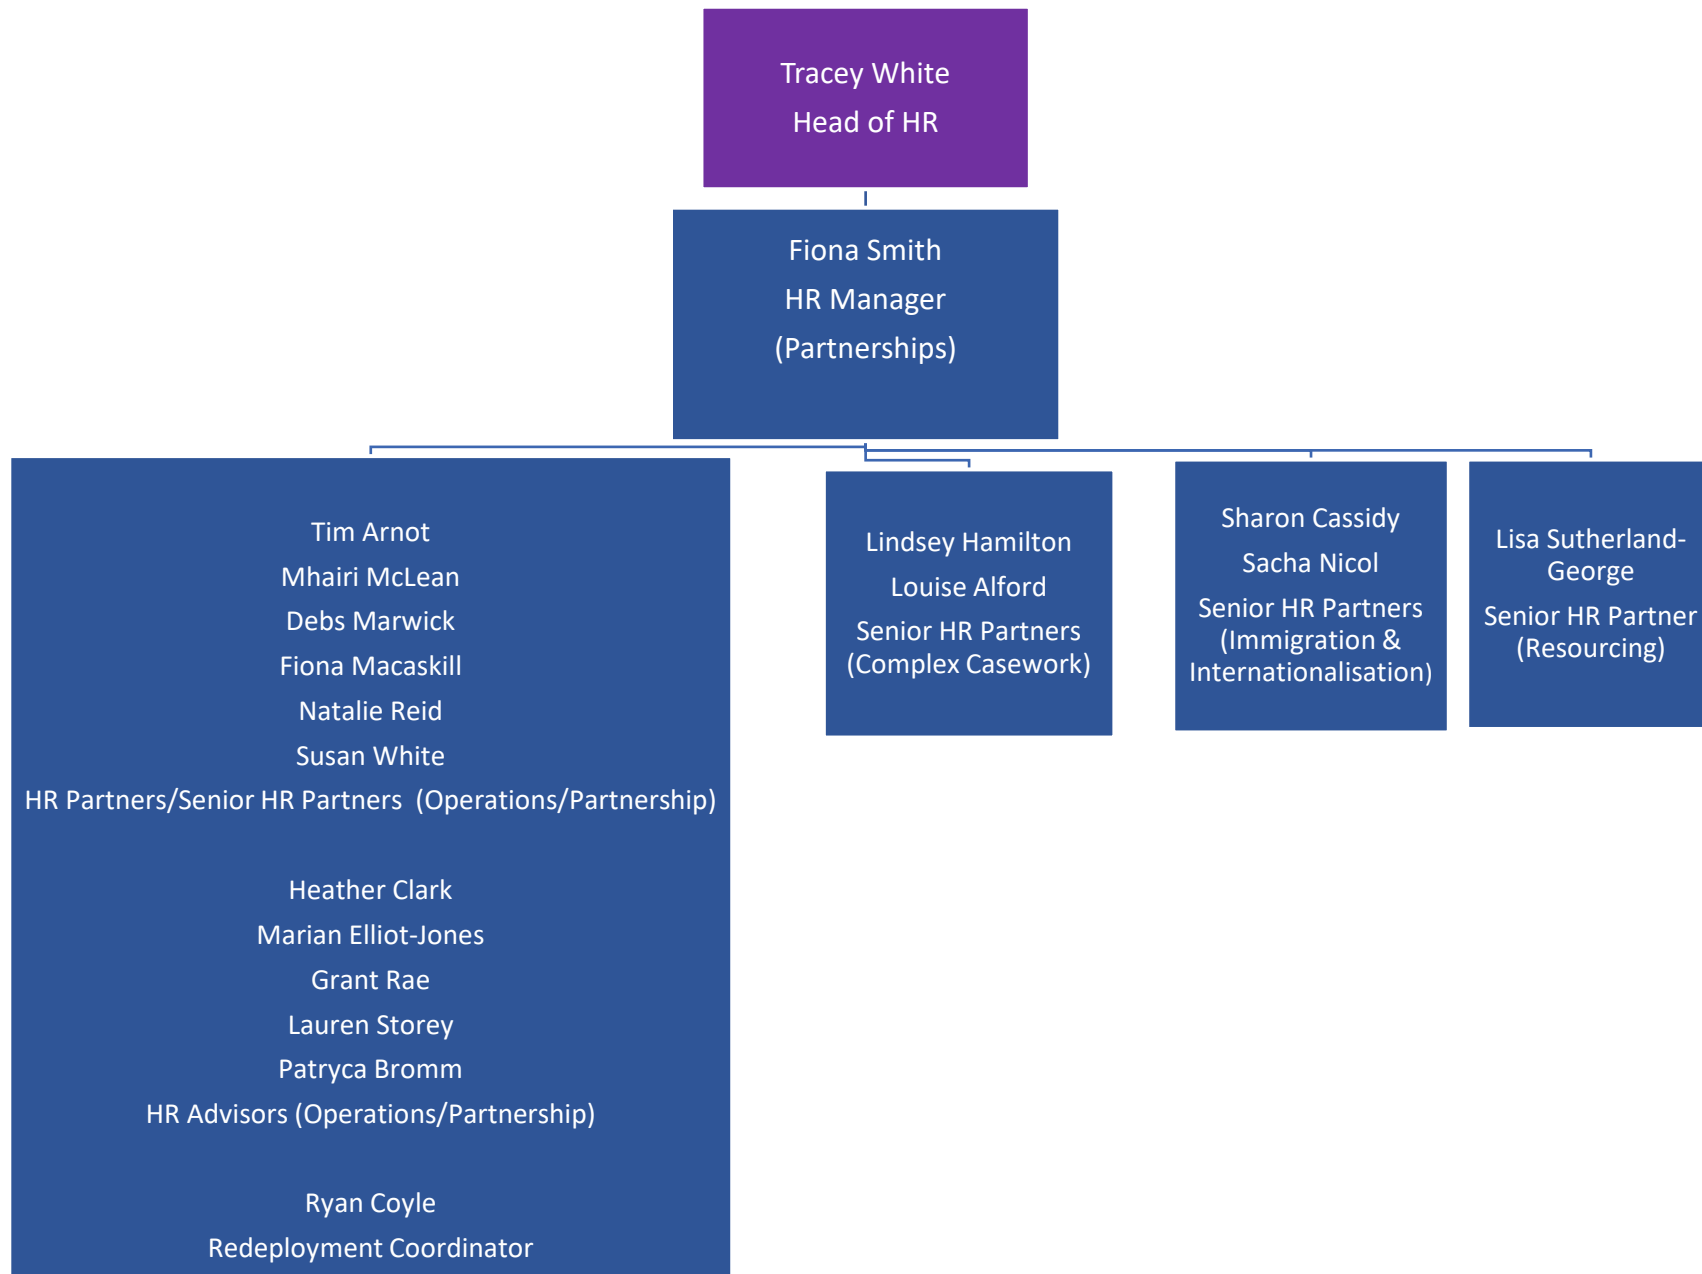 Tracey White
Head of HR
Fiona Smith
HR Manager
(Partnerships)
Tim Arnot
Mhairi McLean
Debs Marwick
Fiona Macaskill
Natalie Reid
Susan White
HR Partners/Senior HR Partners  (Operations/Partnership)
Heather Clark
Marian Elliot-Jones
Grant Rae
Lauren Storey
Patryca Bromm
HR Advisors (Operations/Partnership)
Ryan Coyle
Redeployment Coordinator
Lindsey Hamilton
Louise Alford
Senior HR Partners
(Complex Casework)
Sharon Cassidy
Sacha Nicol
Senior HR Partners
(Immigration &
Internationalisation)
Lisa Sutherland-
George
Senior HR Partner
(Resourcing)